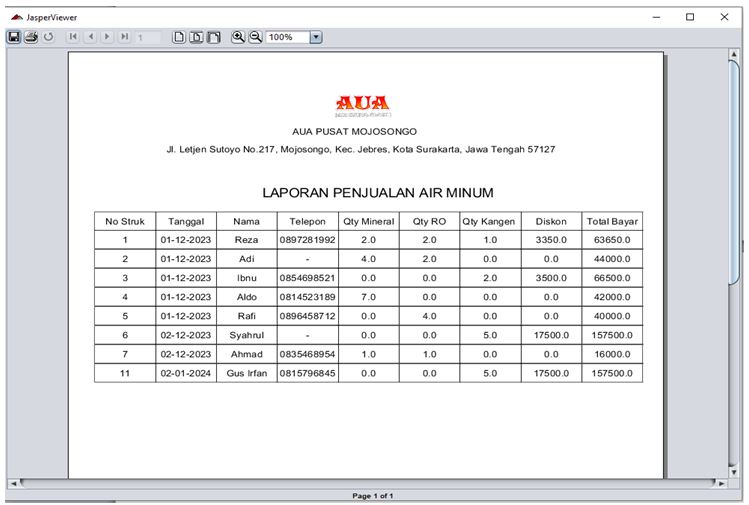 JasperViewer
1 100%
AUA
AUA PUSAT MOJOSONGO
Jl. Letjen Sutoyo No.217, Mojosongo, Kec. Jebres, Kota Surakarta, Jawa Tengah 57127
LAPORAN PENJUALAN AIR MINUM
No Struk Tanggal Nama Telepon Qty Mineral Qty RO Qty Kangen Diskon Total Bayar
1 01-12-2023 Reza 0897281992 2.0 2.0 1.0 3350.0 63650.0
2 01-12-2023 Adi - 4.0 2.0 0.0 0.0 44000.0
3 01-12-2023 Ibnu 0854698521 0.0 0.0 2.0 3500.0 66500.0
4 01-12-2023 Aldo 0814523189 7.0 0.0 0.0 0.0 42000.0
5 01-12-2023 Rafi 0896458712 0.0 4.0 0.0 0.0 40000.0
6 02-12-2023 Syahrul - 0.0 0.0 5.0 17500.0 157500.0
7 02-12-2023 Ahmad 0835468954 1.0 1.0 0.0 0.0 16000.0
11 02-01-2024 Gus Irfan 0815796845 0.0 0.0 5.0 17500.0 157500.0
Page 1 of 1